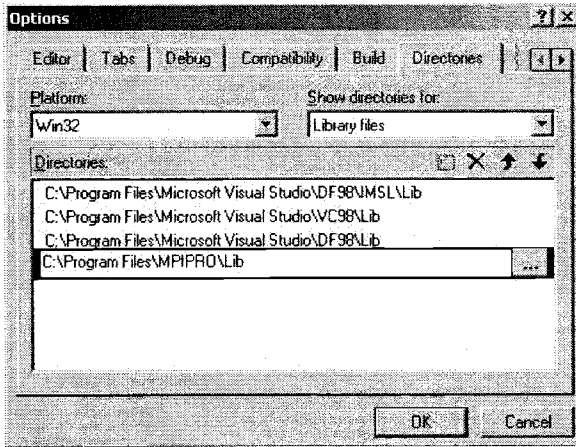 Options
Editor Tabs Debug Compatibility Build Directories
Platform: Show directories for:
Win32 Library files
Directories:
C:\Program Files\Microsoft Visual Studio\DF98\IMSL\Lib
C:\Program Files\Microsoft Visual Studio\VC98\Lib
C:\Program Files\Microsoft Visual Studio\DF98\Lib
C:\Program Files\MPIPRO\Lib
...
OK Cancel